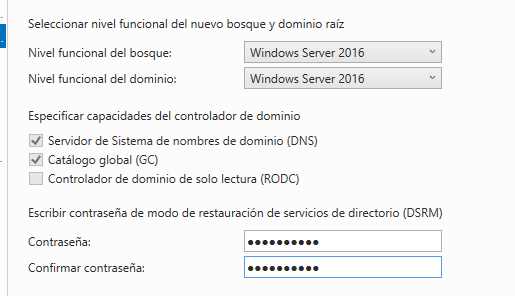 Seleccionar nivel funcional del nuevo bosque y dominio raíz
Nivel funcional del bosque: Windows Server 2016
Nivel funcional del dominio: Windows Server 2016
Especificar capacidades del controlador de dominio
Servidor de Sistema de nombres de dominio (DNS)
Catálogo global (GC)
Controlador de dominio de solo lectura (RODC)
Escribir contraseña de modo de restauración de servicios de directorio (DSRM)
Contraseña: ●●●●●●●●●●
Confirmar contraseña: ●●●●●●●●●●